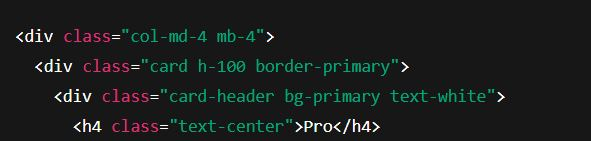 <div class="col-md-4 mb-4">
<div class="card h-100 border-primary">
<div class="card-header bg-primary text-white">
<h4 class="text-center">Pro</h4>